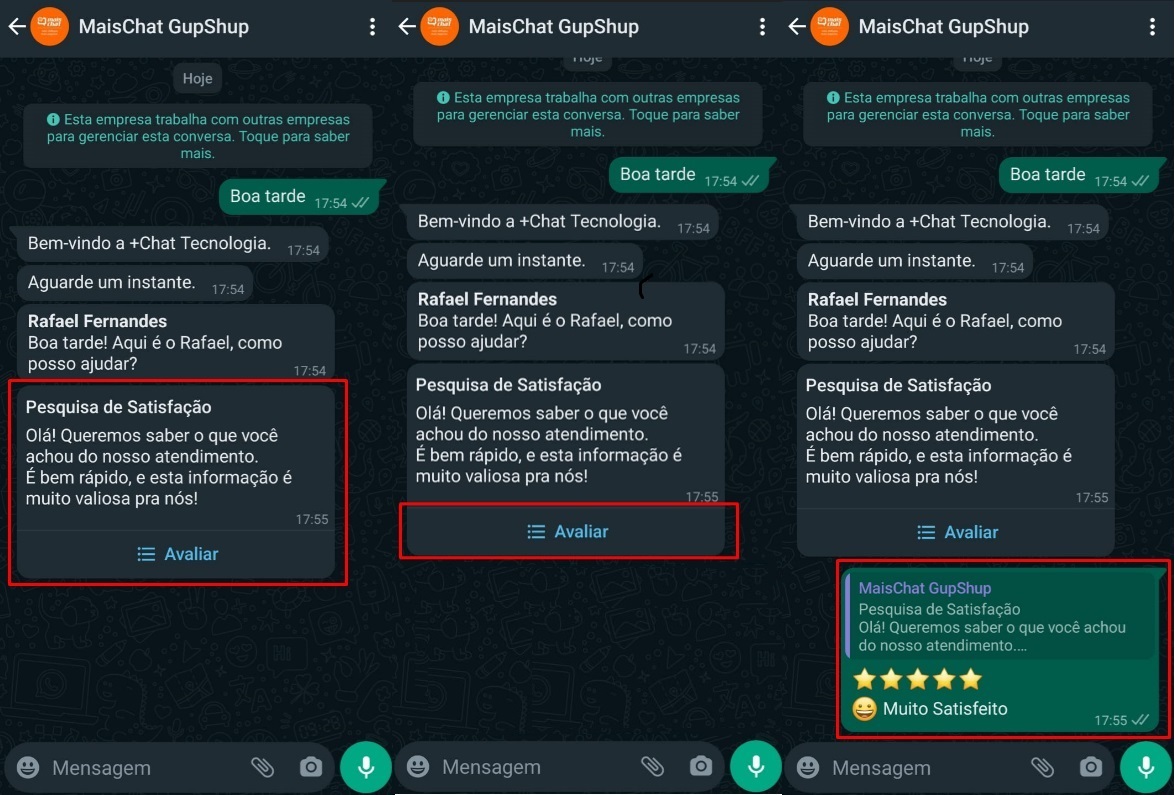 MaisChat GupShup
Hoje
Esta empresa trabalha com outras empresas
para gerenciar esta conversa. Toque para saber
mais.
Boa tarde 17:54
Bem-vindo a +Chat Tecnologia. 17:54
Aguarde um instante. 17:54
Rafael Fernandes
Boa tarde! Aqui é o Rafael, como
posso ajudar? 17:54
Pesquisa de Satisfação
Olá! Queremos saber o que você
achou do nosso atendimento.
É bem rápido, e esta informação é
muito valiosa pra nós!
17:55
Avaliar
Mensagem
MaisChat GupShup
Hoje
Esta empresa trabalha com outras empresas
para gerenciar esta conversa. Toque para saber
mais.
Boa tarde 17:54
Bem-vindo a +Chat Tecnologia. 17:54
Aguarde um instante. 17:54
Rafael Fernandes
Boa tarde! Aqui é o Rafael, como
posso ajudar? 17:54
Pesquisa de Satisfação
Olá! Queremos saber o que você
achou do nosso atendimento.
É bem rápido, e esta informação é
muito valiosa pra nós!
17:55
Avaliar
Mensagem
MaisChat GupShup
Hoje
Esta empresa trabalha com outras empresas
para gerenciar esta conversa. Toque para saber
mais.
Boa tarde 17:54
Bem-vindo a +Chat Tecnologia. 17:54
Aguarde um instante. 17:54
Rafael Fernandes
Boa tarde! Aqui é o Rafael, como
posso ajudar? 17:54
Pesquisa de Satisfação
Olá! Queremos saber o que você
achou do nosso atendimento.
É bem rápido, e esta informação é
muito valiosa pra nós!
17:55
Avaliar
MaisChat GupShup
Pesquisa de Satisfação
Olá! Queremos saber o que você achou
do nosso atendimento....
⭐⭐⭐⭐⭐
😀 Muito Satisfeito
17:55
Mensagem